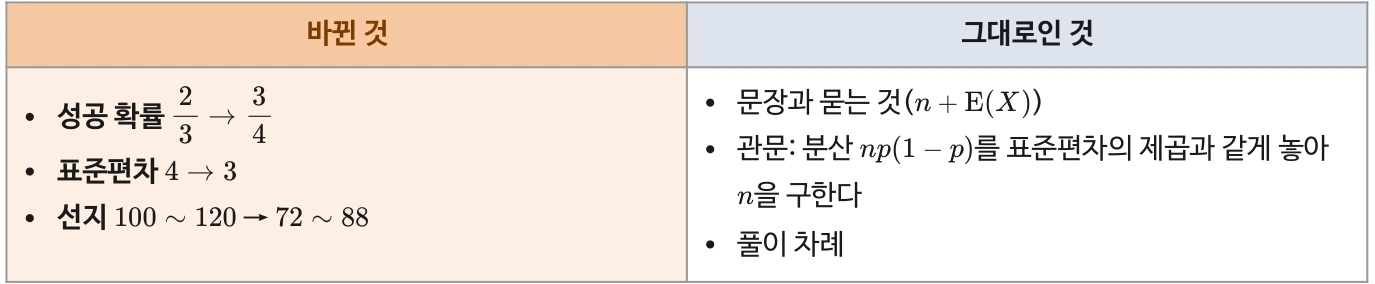 바뀐 것
그대로인 것
• 성공 확률 2/3 → 3/4
• 표준편차 4 → 3
• 선지 100 ~ 120 → 72 ~ 88
• 문장과 묻는 것(n + E(X))
• 관문: 분산 np(1 − p)를 표준편차의 제곱과 같게 놓아
n을 구한다
• 풀이 차례